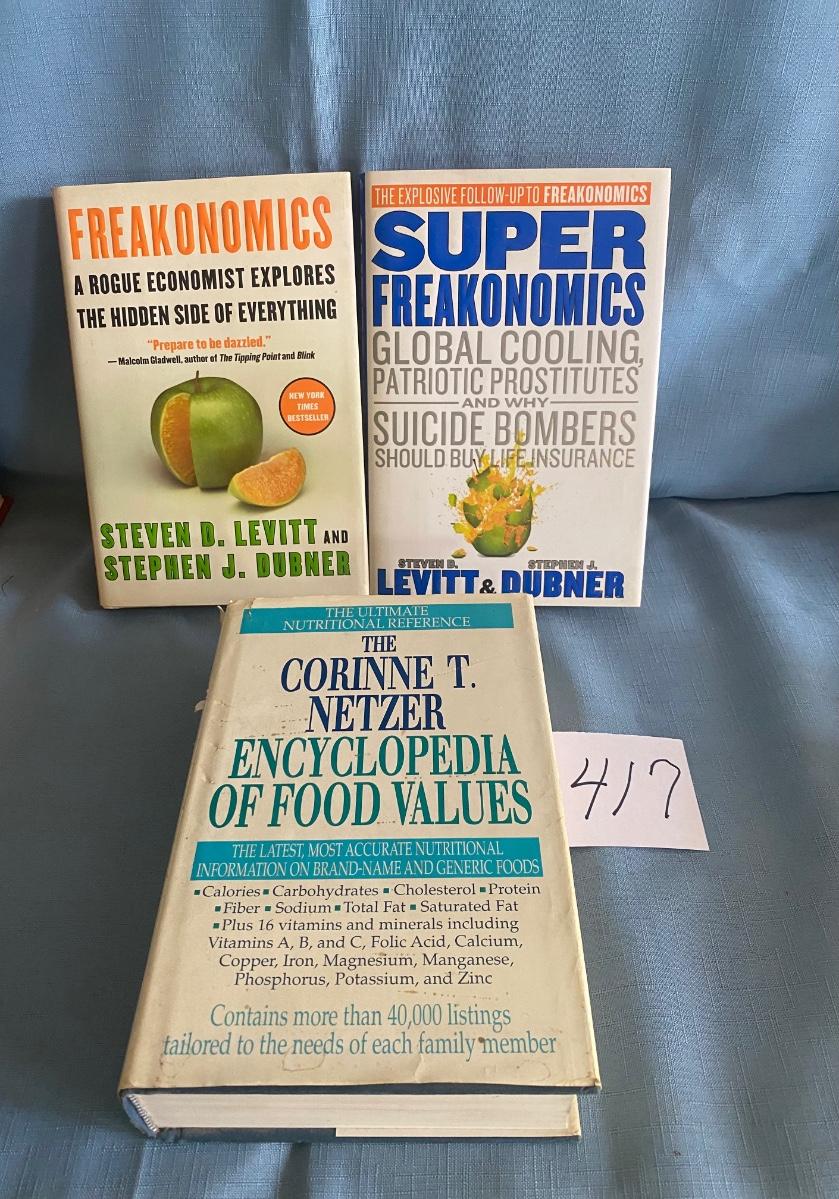 FREAKONOMICS
A ROGUE ECONOMIST EXPLORES
THE HIDDEN SIDE OF EVERYTHING
“Prepare to be dazzled.”
— Malcolm Gladwell, author of The Tipping Point and Blink
NEW YORK
TIMES
BESTSELLER
STEVEN D. LEVITT AND
STEPHEN J. DUBNER
THE EXPLOSIVE FOLLOW-UP TO FREAKONOMICS
SUPER
FREAKONOMICS
GLOBAL COOLING,
PATRIOTIC PROSTITUTES
AND WHY
SUICIDE BOMBERS
SHOULD BUY LIFE INSURANCE
STEVEN D. STEPHEN J.
LEVITT & DUBNER
THE ULTIMATE
NUTRITIONAL REFERENCE
THE
CORINNE T.
NETZER
ENCYCLOPEDIA
OF FOOD VALUES
THE LATEST, MOST ACCURATE NUTRITIONAL
INFORMATION ON BRAND-NAME AND GENERIC FOODS
▪Calories ▪ Carbohydrates ▪ Cholesterol ▪ Protein
▪Fiber ▪ Sodium ▪ Total Fat ▪ Saturated Fat
▪Plus 16 vitamins and minerals including
Vitamins A, B, and C, Folic Acid, Calcium,
Copper, Iron, Magnesium, Manganese,
Phosphorus, Potassium, and Zinc
Contains more than 40,000 listings
tailored to the needs of each family member
417